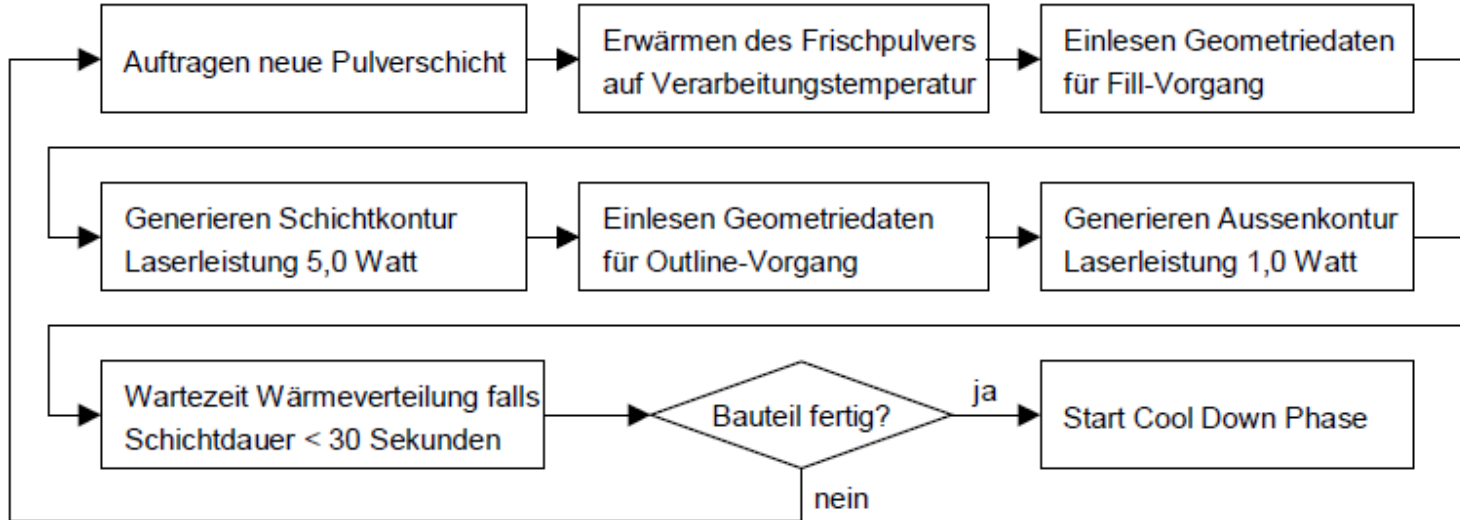 Auftragen neue Pulverschicht
Erwärmen des Frischpulvers
auf Verarbeitungstemperatur
Einlesen Geometriedaten
für Fill-Vorgang
Generieren Schichtkontur
Laserleistung 5,0 Watt
Einlesen Geometriedaten
für Outline-Vorgang
Generieren Aussenkontur
Laserleistung 1,0 Watt
Wartezeit Wärmeverteilung falls
Schichtdauer < 30 Sekunden
Bauteil fertig?
ja
Start Cool Down Phase
nein